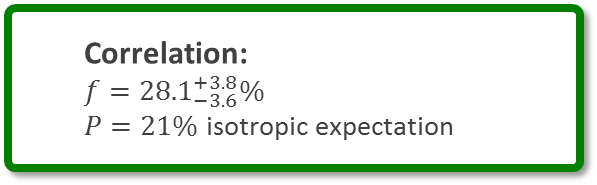 Correlation:
f = 28.1+3.8−3.6%
P = 21% isotropic expectation